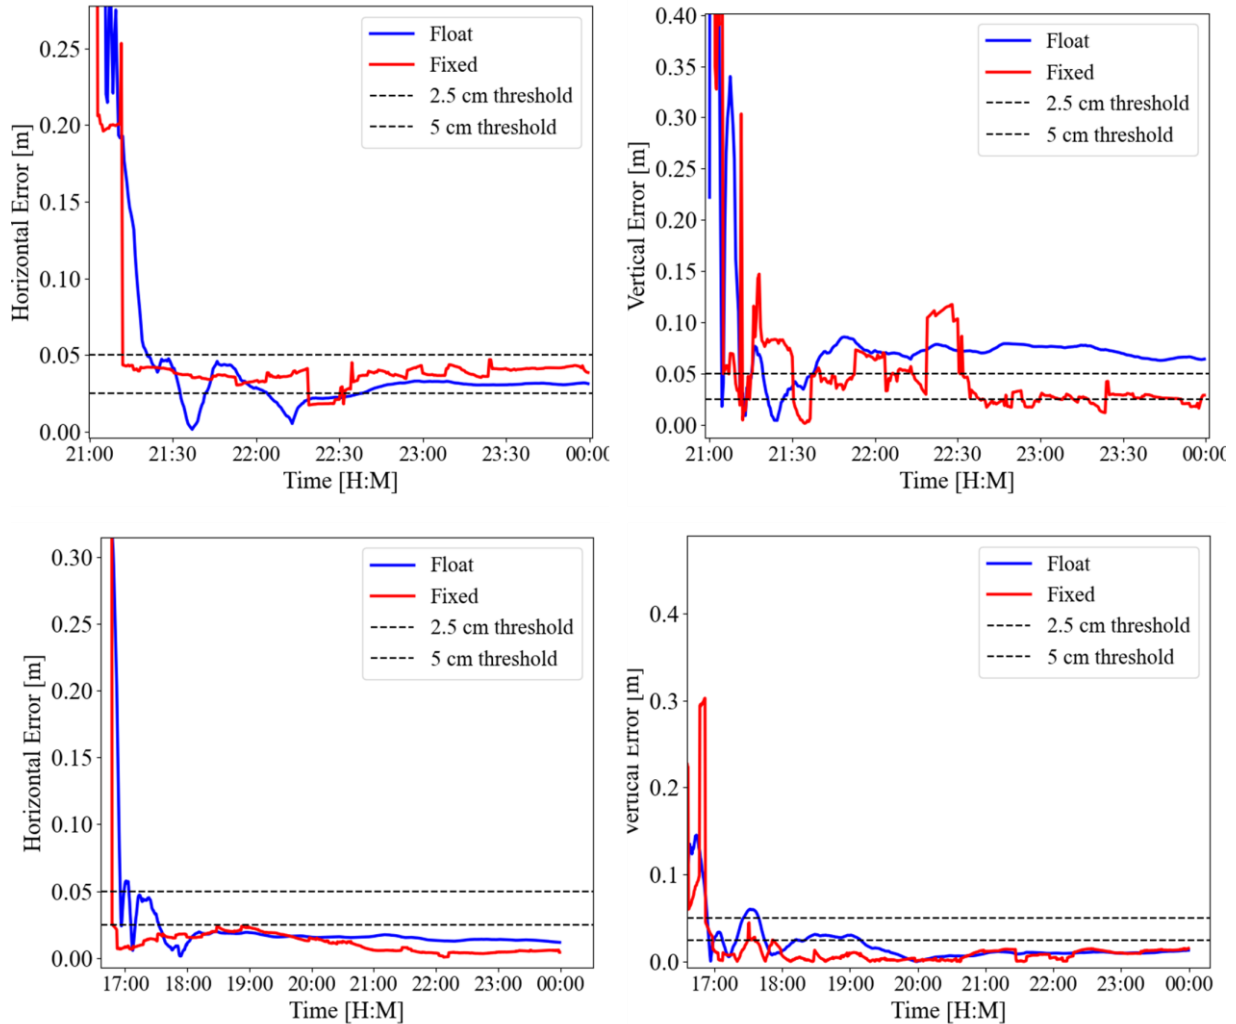 Horizontal Error [m]
0.25
0.20
0.15
0.10
0.05
0.00
Float
Fixed
2.5 cm threshold
5 cm threshold
21:00 21:30 22:00 22:30 23:00 23:30 00:00
Time [H:M]
Vertical Error [m]
0.40
0.35
0.30
0.25
0.20
0.15
0.10
0.05
0.00
Float
Fixed
2.5 cm threshold
5 cm threshold
21:00 21:30 22:00 22:30 23:00 23:30 00:00
Time [H:M]
Horizontal Error [m]
0.30
0.25
0.20
0.15
0.10
0.05
0.00
Float
Fixed
2.5 cm threshold
5 cm threshold
17:00 18:00 19:00 20:00 21:00 22:00 23:00 00:00
Time [H:M]
vertical Error [m]
0.4
0.3
0.2
0.1
0.0
Float
Fixed
2.5 cm threshold
5 cm threshold
17:00 18:00 19:00 20:00 21:00 22:00 23:00 00:00
Time [H:M]